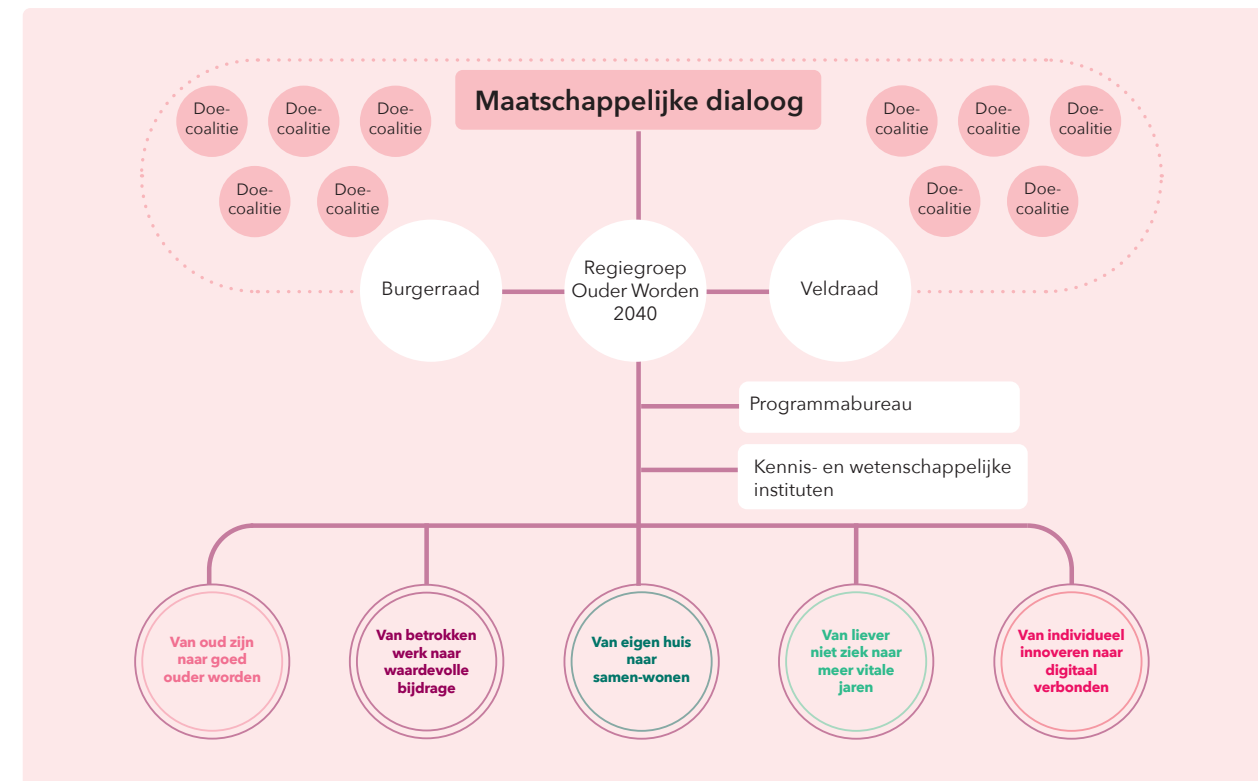 Maatschappelijke dialoog
Doe-
coalitie
Doe-
coalitie
Doe-
coalitie
Doe-
coalitie
Doe-
coalitie
Doe-
coalitie
Doe-
coalitie
Doe-
coalitie
Doe-
coalitie
Doe-
coalitie
Burgerraad
Regiegroep
Ouder Worden
2040
Veldraad
Programmabureau
Kennis- en wetenschappelijke
instituten
Van oud zijn
naar goed
ouder worden
Van betrokken
werk naar
waardevolle
bijdrage
Van eigen huis
naar
samen-wonen
Van liever
niet ziek naar
meer vitale
jaren
Van individueel
innoveren naar
digitaal
verbonden